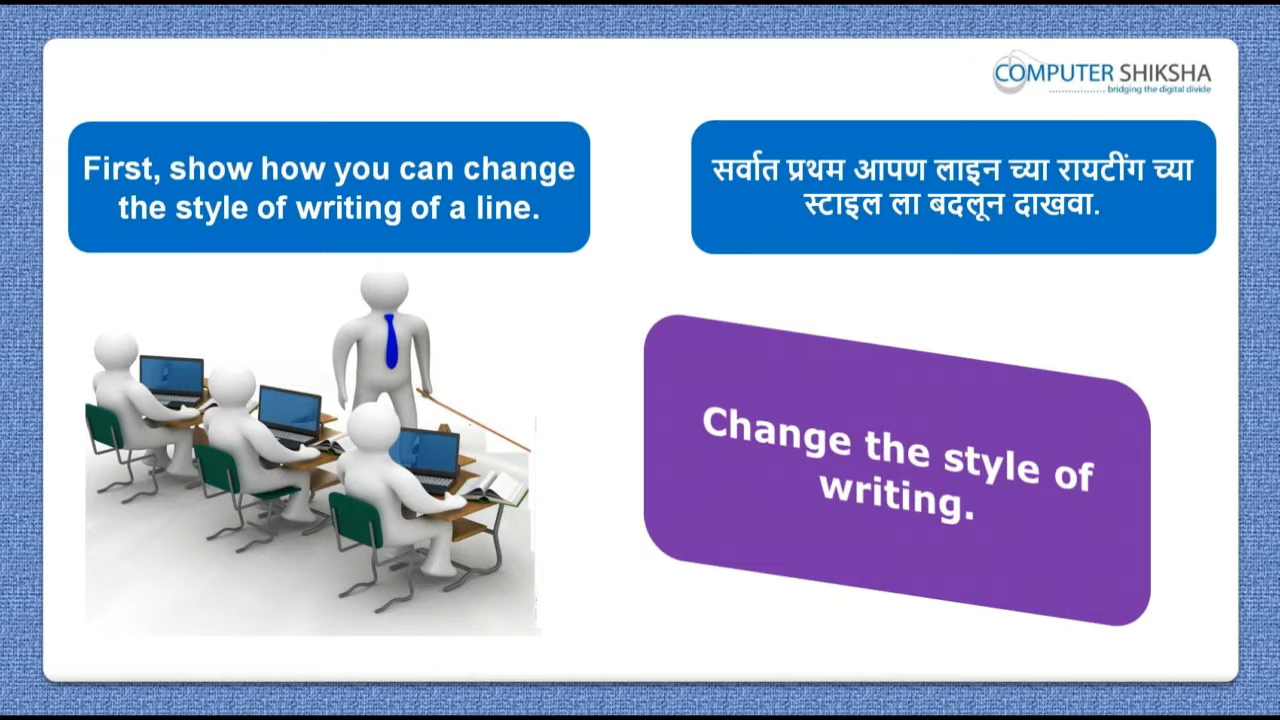 COMPUTER SHIKSHA
bridging the digital divide
First, show how you can change
the style of writing of a line.
सर्वात प्रथम आपण लाइन च्या रायटींग च्या
स्टाइल ला बदलून दाखवा.
Change the style of
writing.